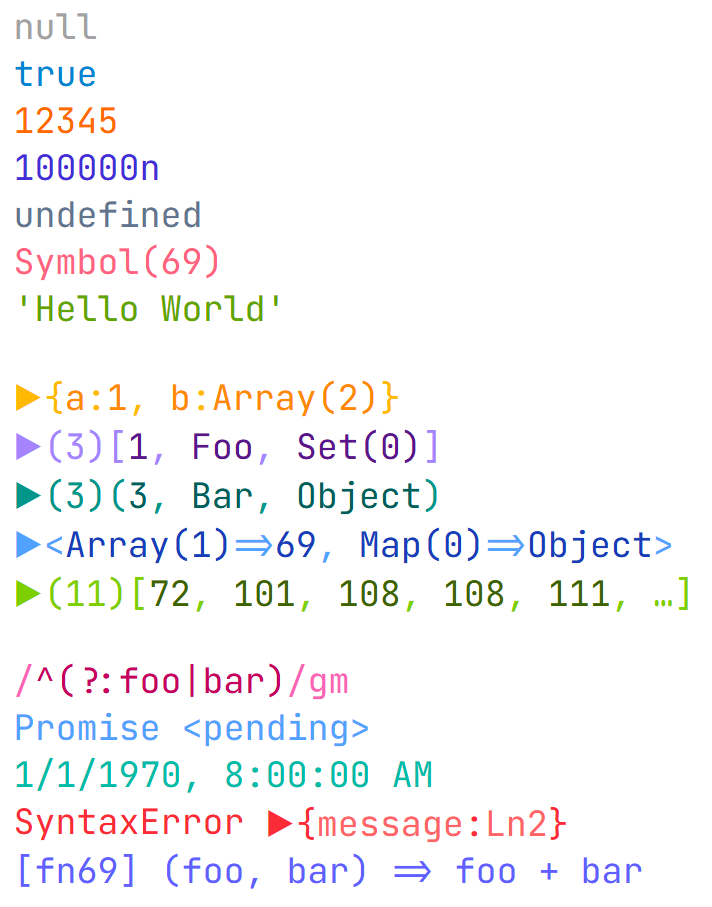 null
true
12345
100000n
undefined
Symbol(69)
'Hello World'
▶{a:1, b:Array(2)}
▶(3)[1, Foo, Set(0)]
▶(3)(3, Bar, Object)
▶<Array(1)=>69, Map(0)=>Object>
▶(11)[72, 101, 108, 108, 111, …]
/^(?:foo|bar)/gm
Promise <pending>
1/1/1970, 8:00:00 AM
SyntaxError ▶{message:Ln2}
[fn69] (foo, bar) => foo + bar